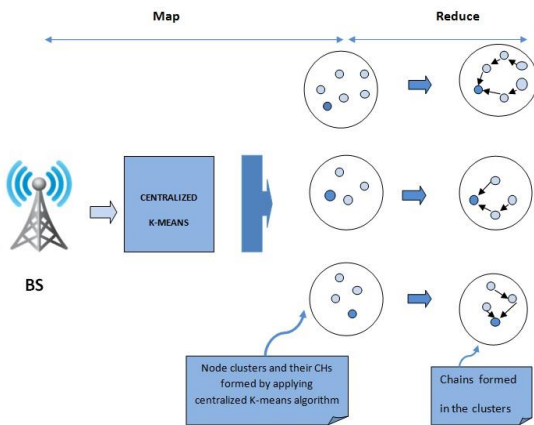 Map
Reduce
CENTRALIZED
K-MEANS
BS
Node clusters and their CHs
formed by applying
centralized K-means algorithm
Chains formed
in the clusters